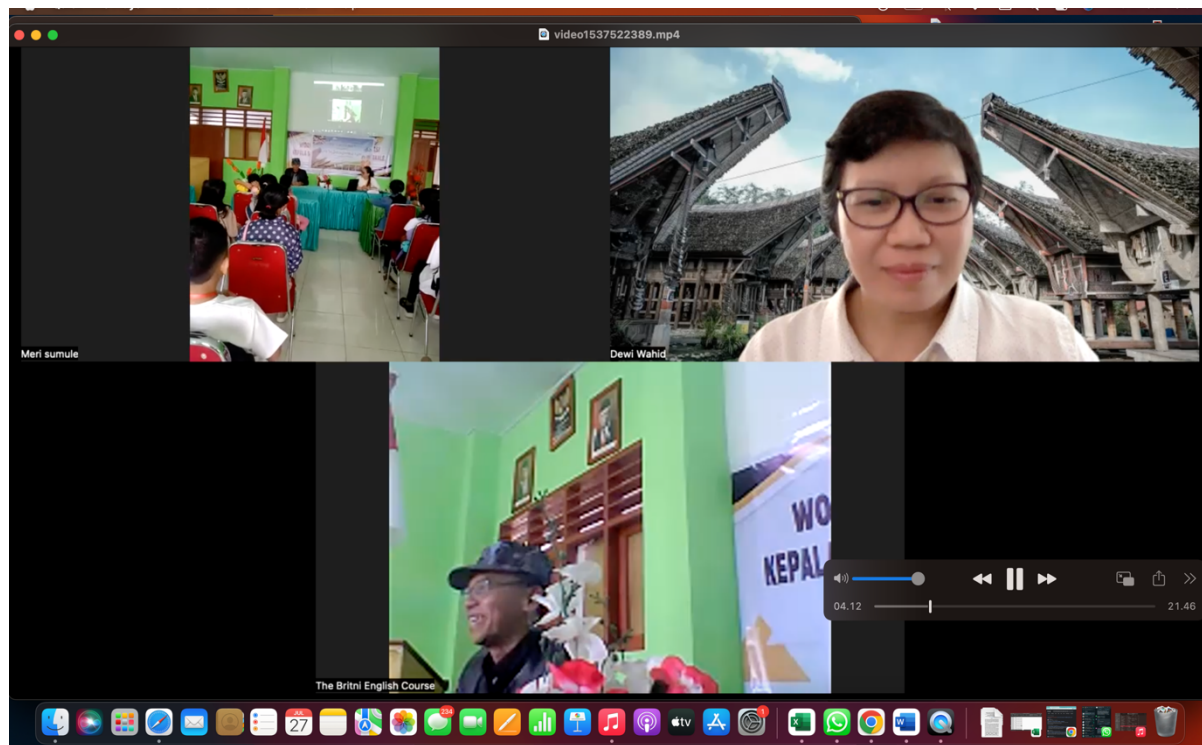 video1537522389.mp4
Meri sumule
Dewi Wahid
WO
KEPAL
The Britni English Course
04.12
21.46
JUL
27
234
tv
1